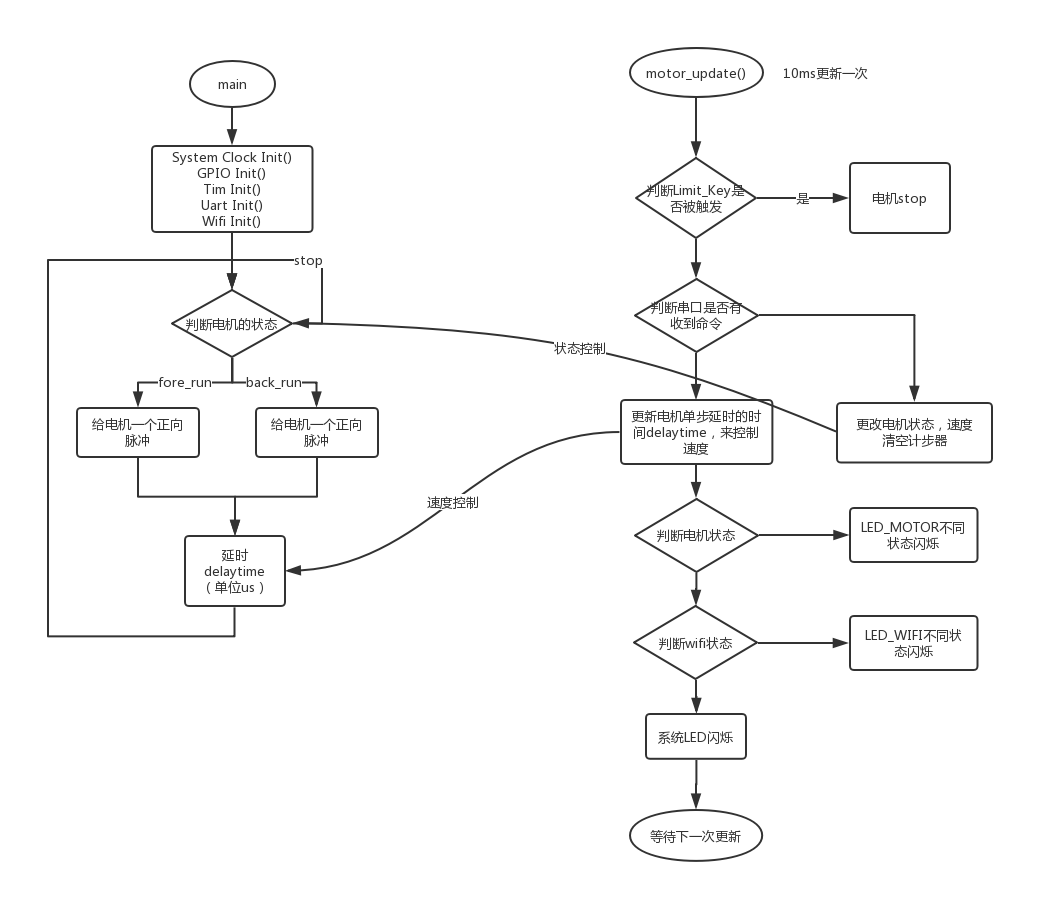 main
System Clock Init()
GPIO Init()
Tim Init()
Uart Init()
Wifi Init()
stop
判断电机的状态
fore_run
back_run
给电机一个正向
脉冲
给电机一个正向
脉冲
延时
delaytime
（单位us）
motor_update()
10ms更新一次
判断Limit_Key是
否被触发
是
电机stop
判断串口是否有
收到命令
状态控制
更新电机单步延时的时
间delaytime，来控制
速度
更改电机状态，速度
清空计步器
速度控制
判断电机状态
LED_MOTOR不同
状态闪烁
判断wifi状态
LED_WIFI不同状
态闪烁
系统LED闪烁
等待下一次更新